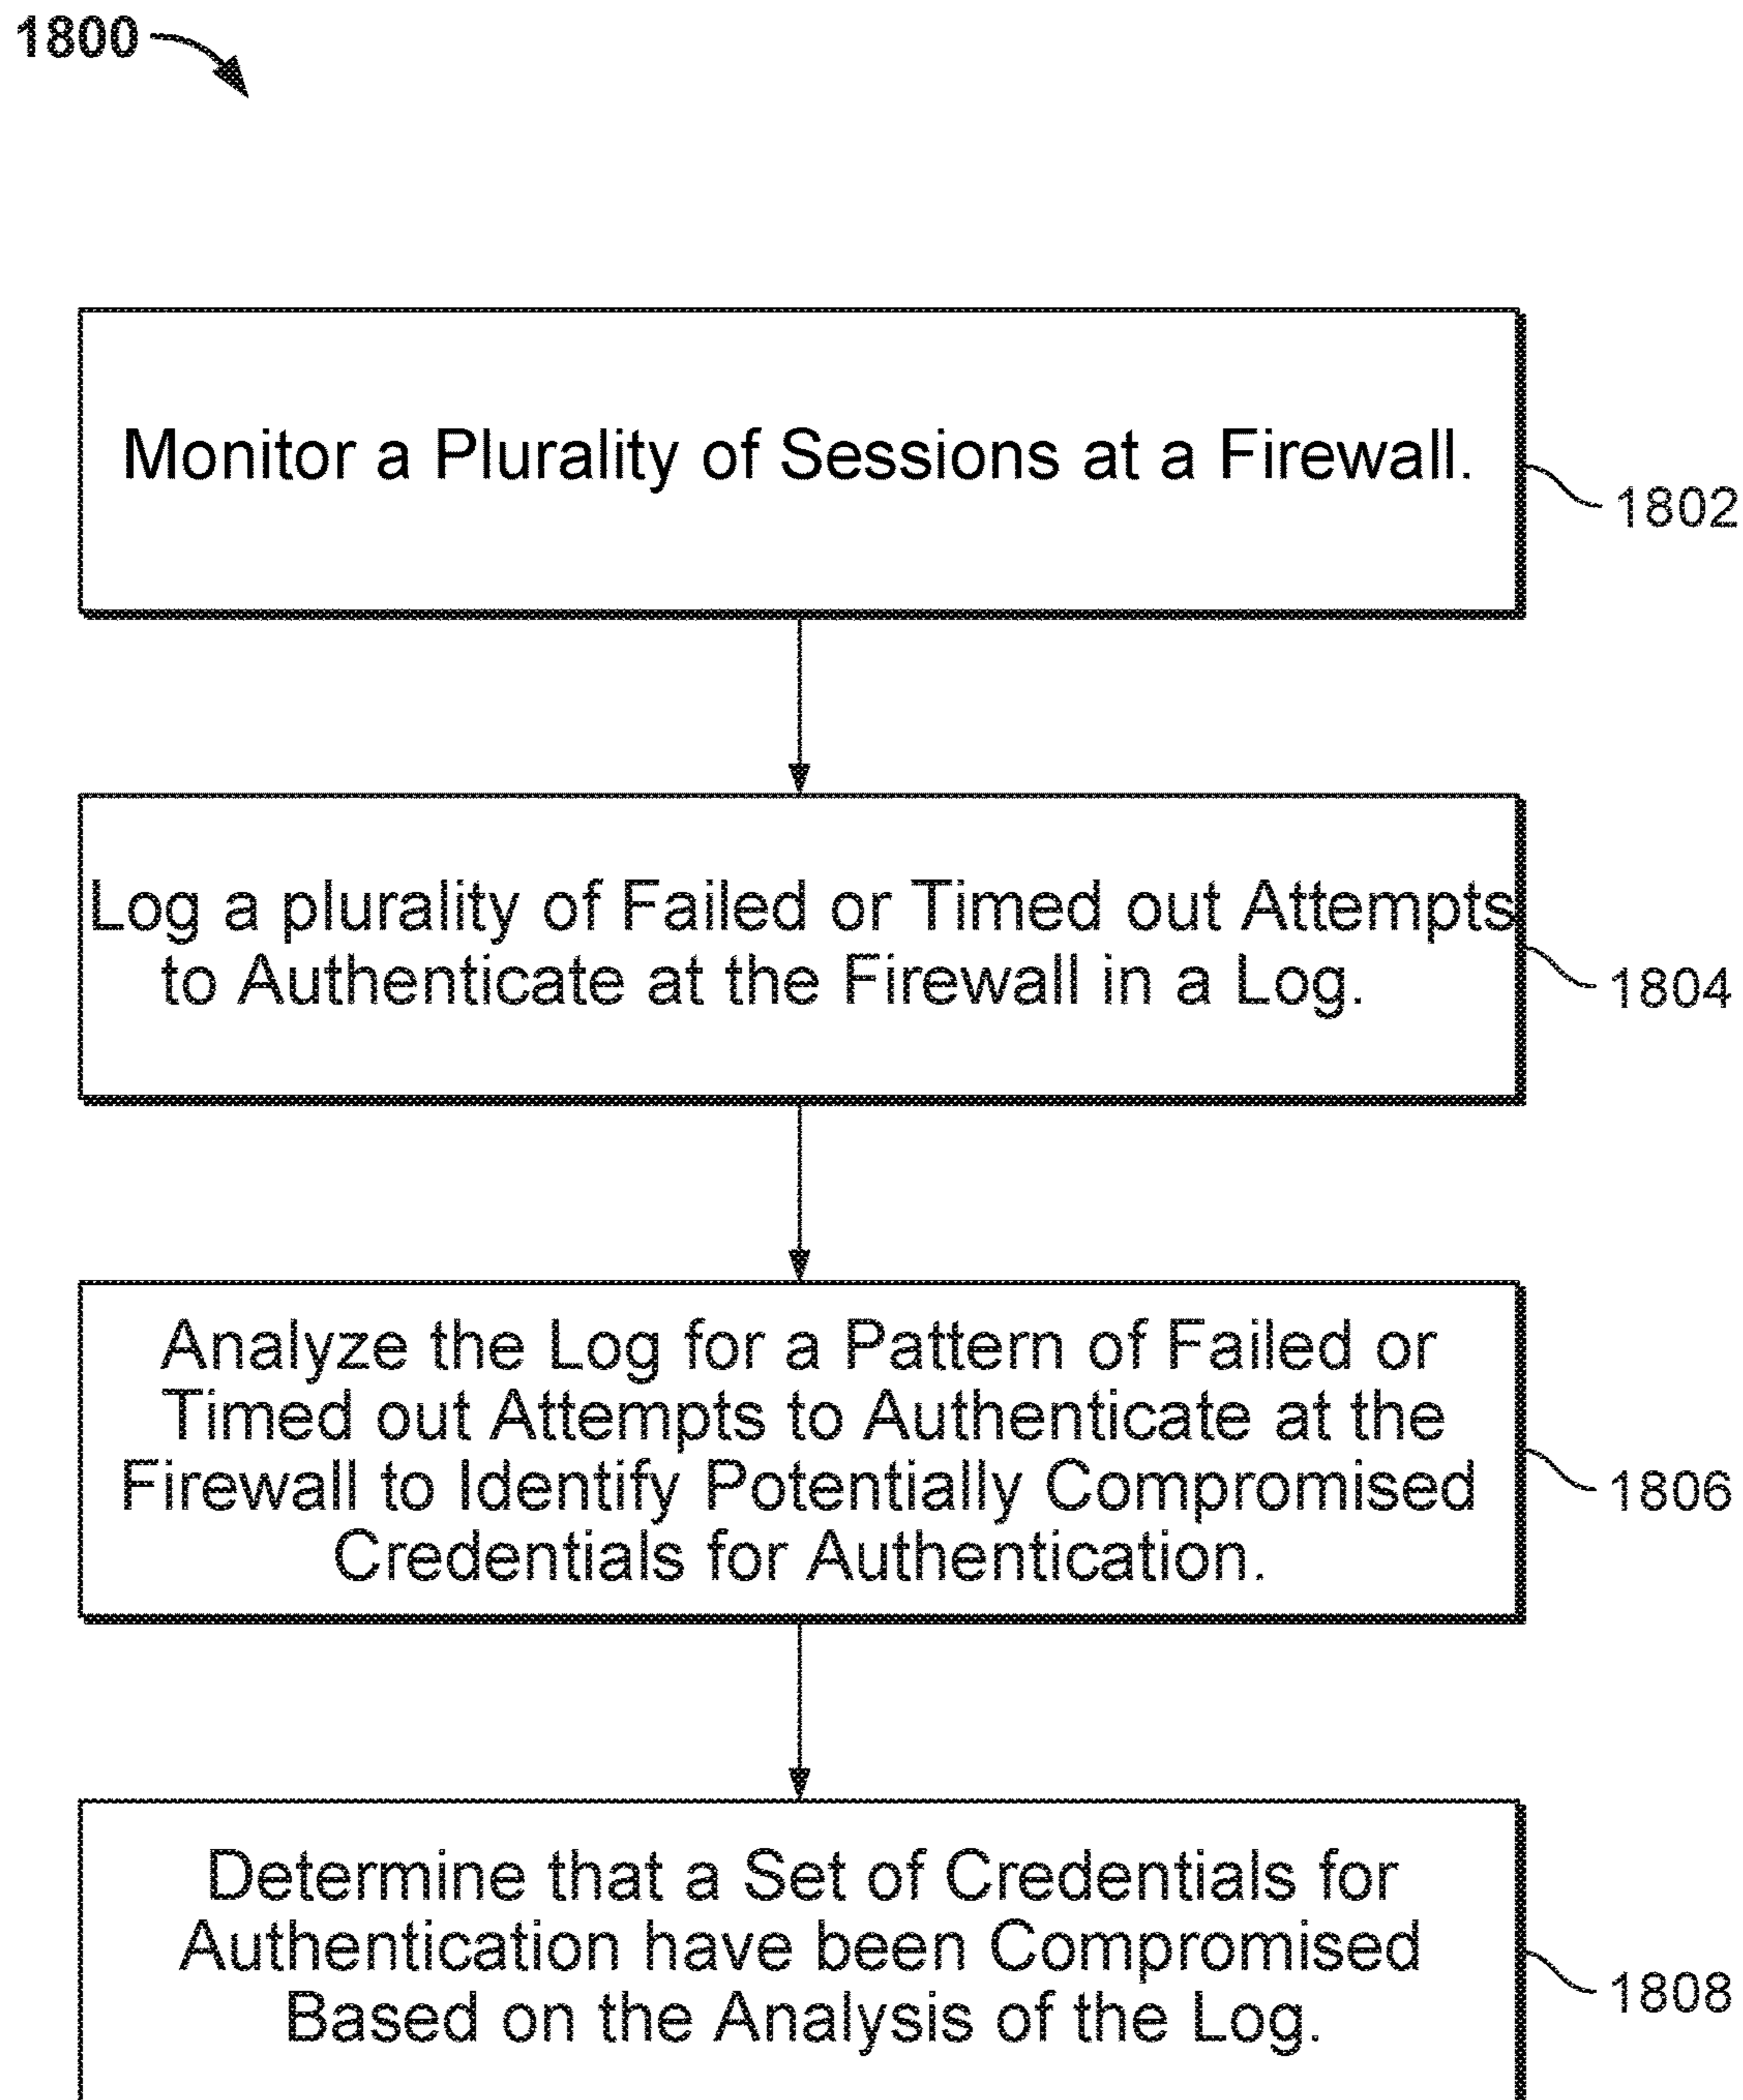 1800
Monitor a Plurality of Sessions at a Firewall.
1802
Log a plurality of Failed or Timed out Attempts
to Authenticate at the Firewall in a Log.
1804
Analyze the Log for a Pattern of Failed or
Timed out Attempts to Authenticate at the
Firewall to Identify Potentially Compromised
Credentials for Authentication.
1806
Determine that a Set of Credentials for
Authentication have been Compromised
Based on the Analysis of the Log.
1808